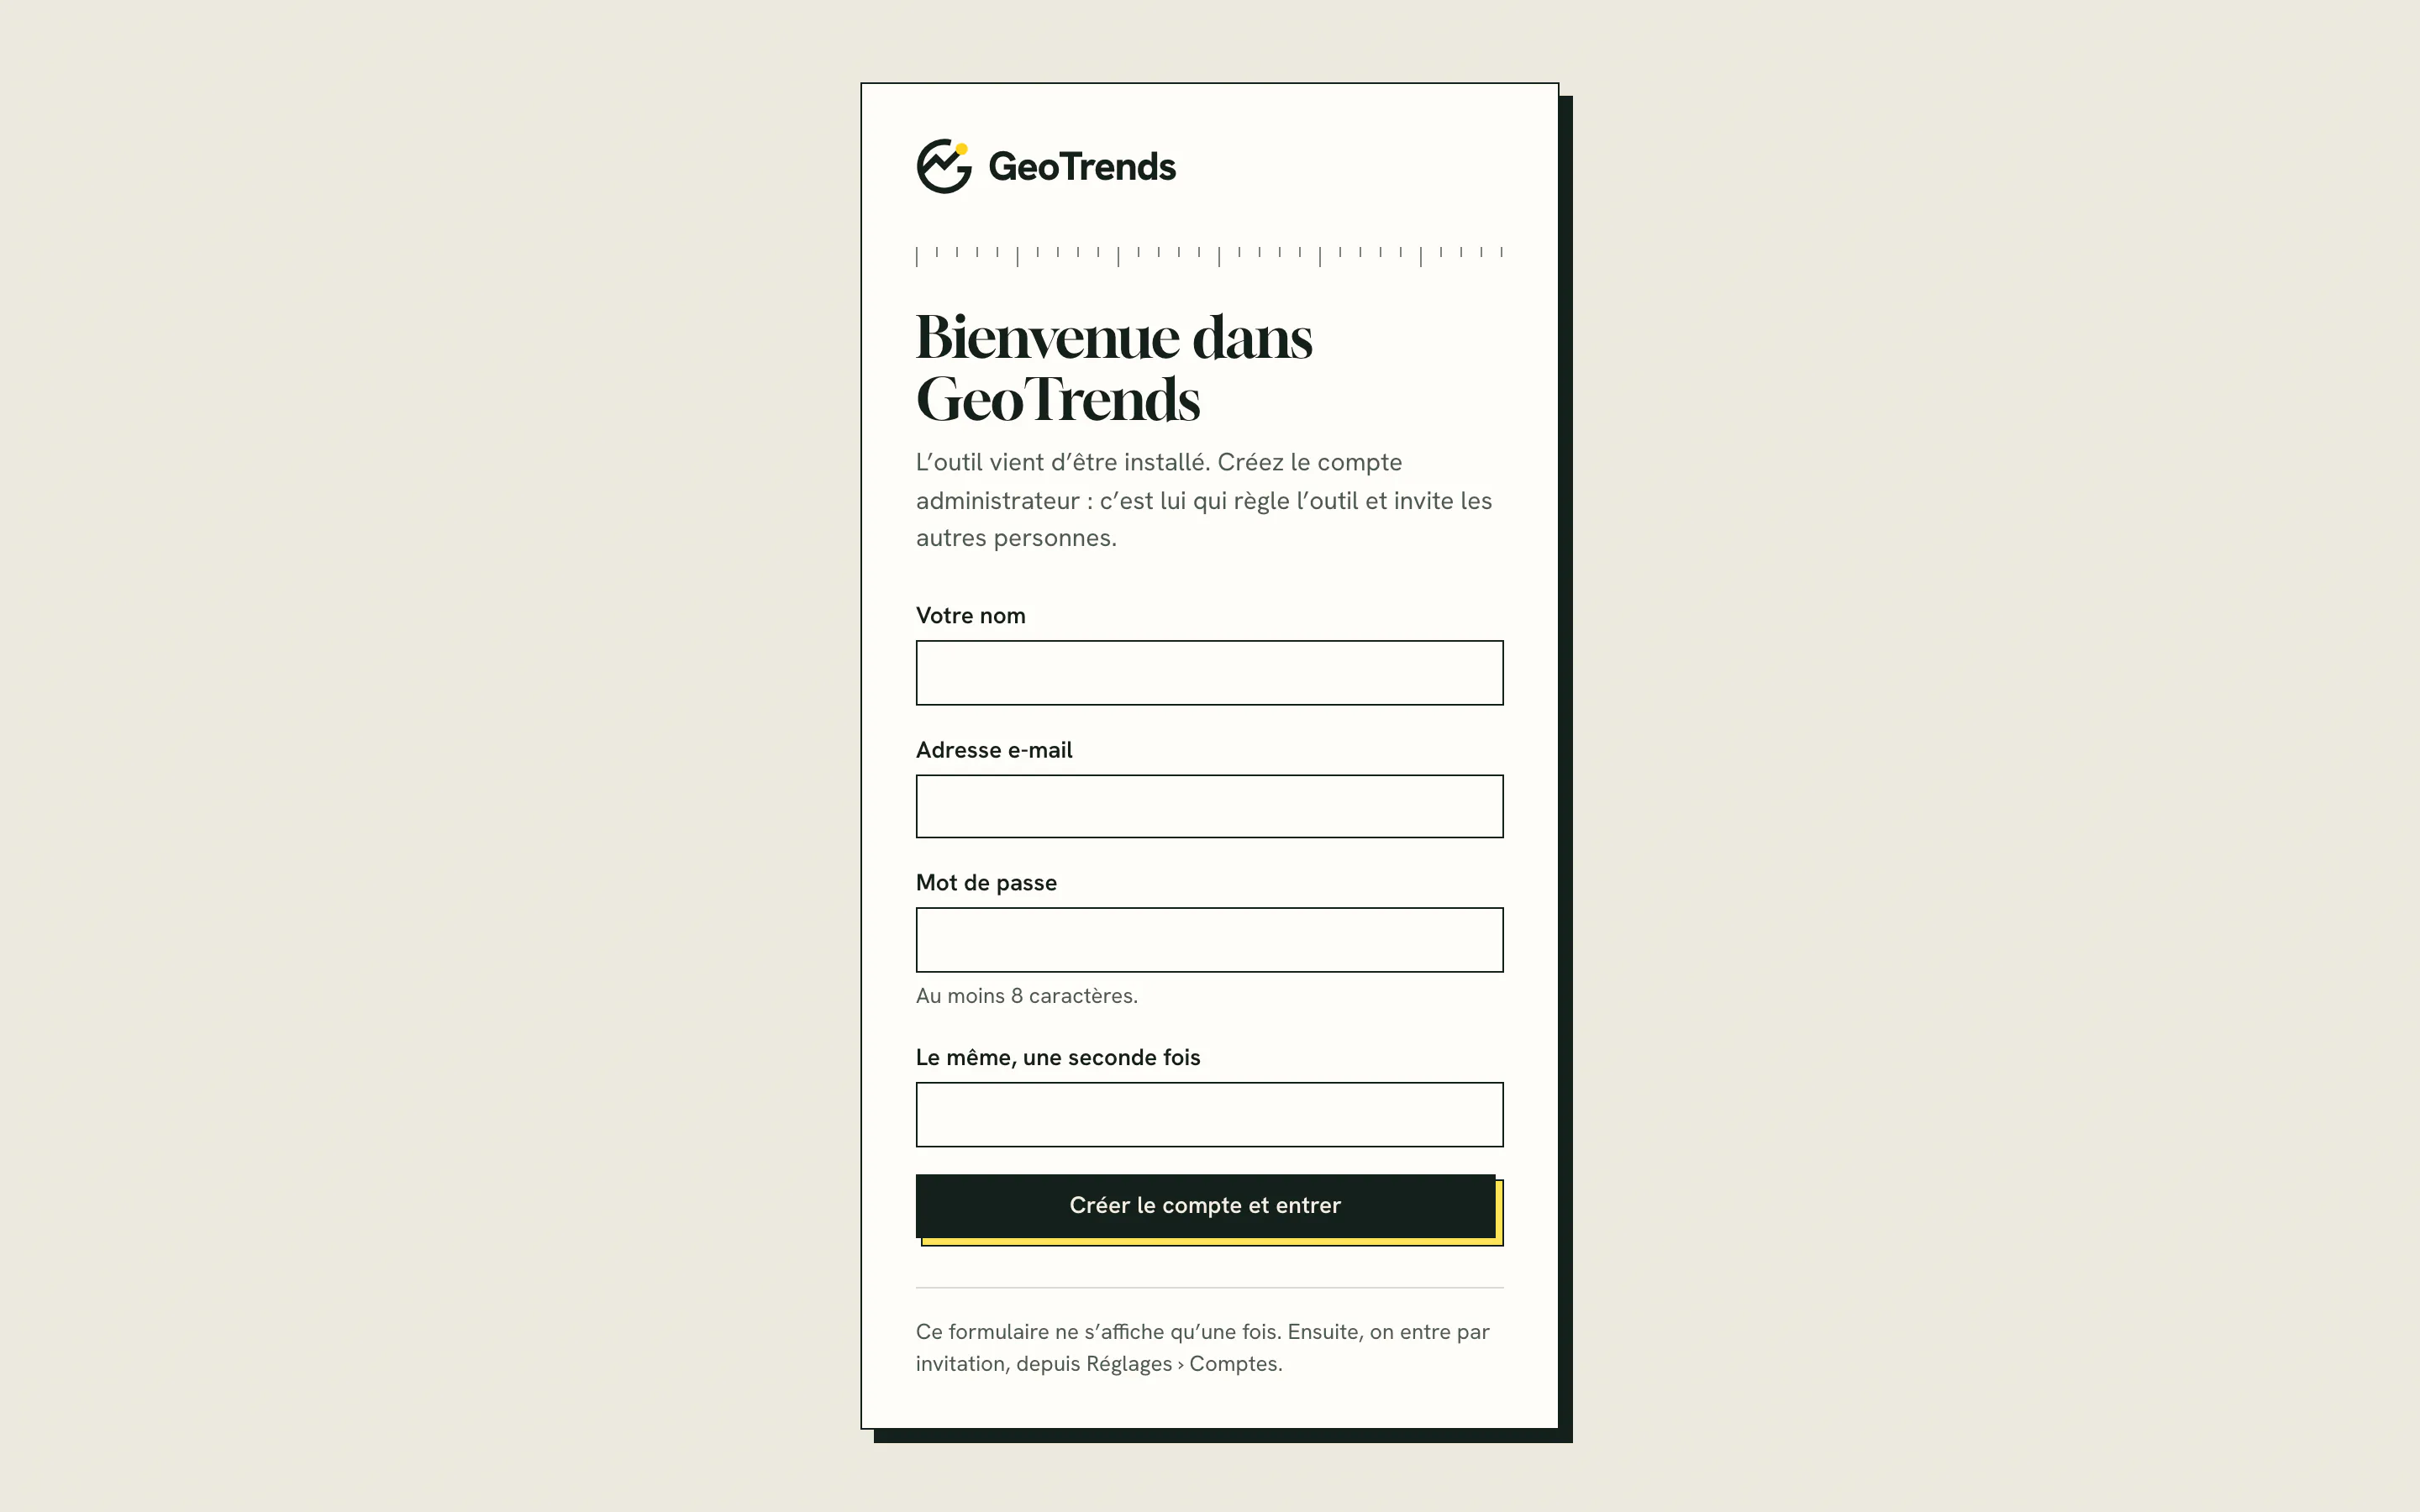 GeoTrends
Bienvenue dans
GeoTrends
L’outil vient d’être installé. Créez le compte
administrateur : c’est lui qui règle l’outil et invite les
autres personnes.
Votre nom
Adresse e-mail
Mot de passe
Au moins 8 caractères.
Le même, une seconde fois
Créer le compte et entrer
Ce formulaire ne s’affiche qu’une fois. Ensuite, on entre par
invitation, depuis Réglages › Comptes.